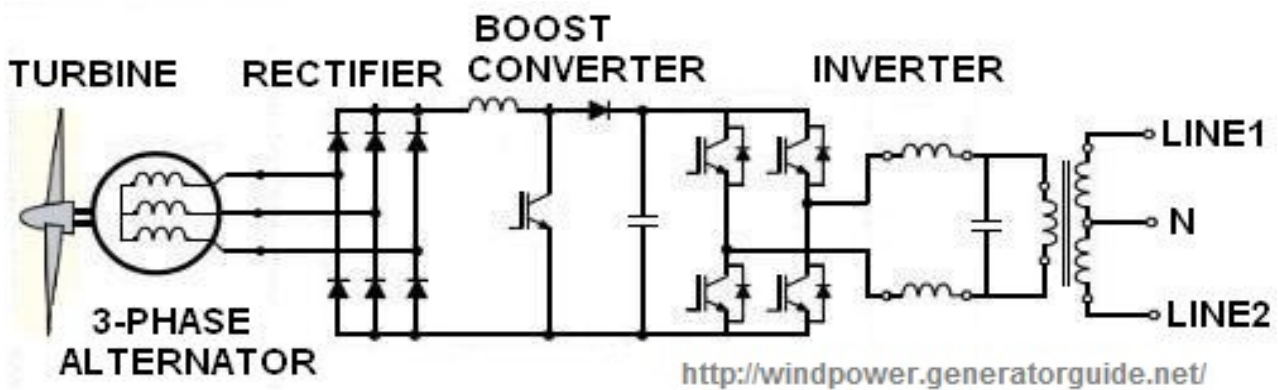 TURBINE
RECTIFIER
BOOST
CONVERTER
INVERTER
LINE1
N
LINE2
3-PHASE
ALTERNATOR
http://windpower.generatorguide.net/